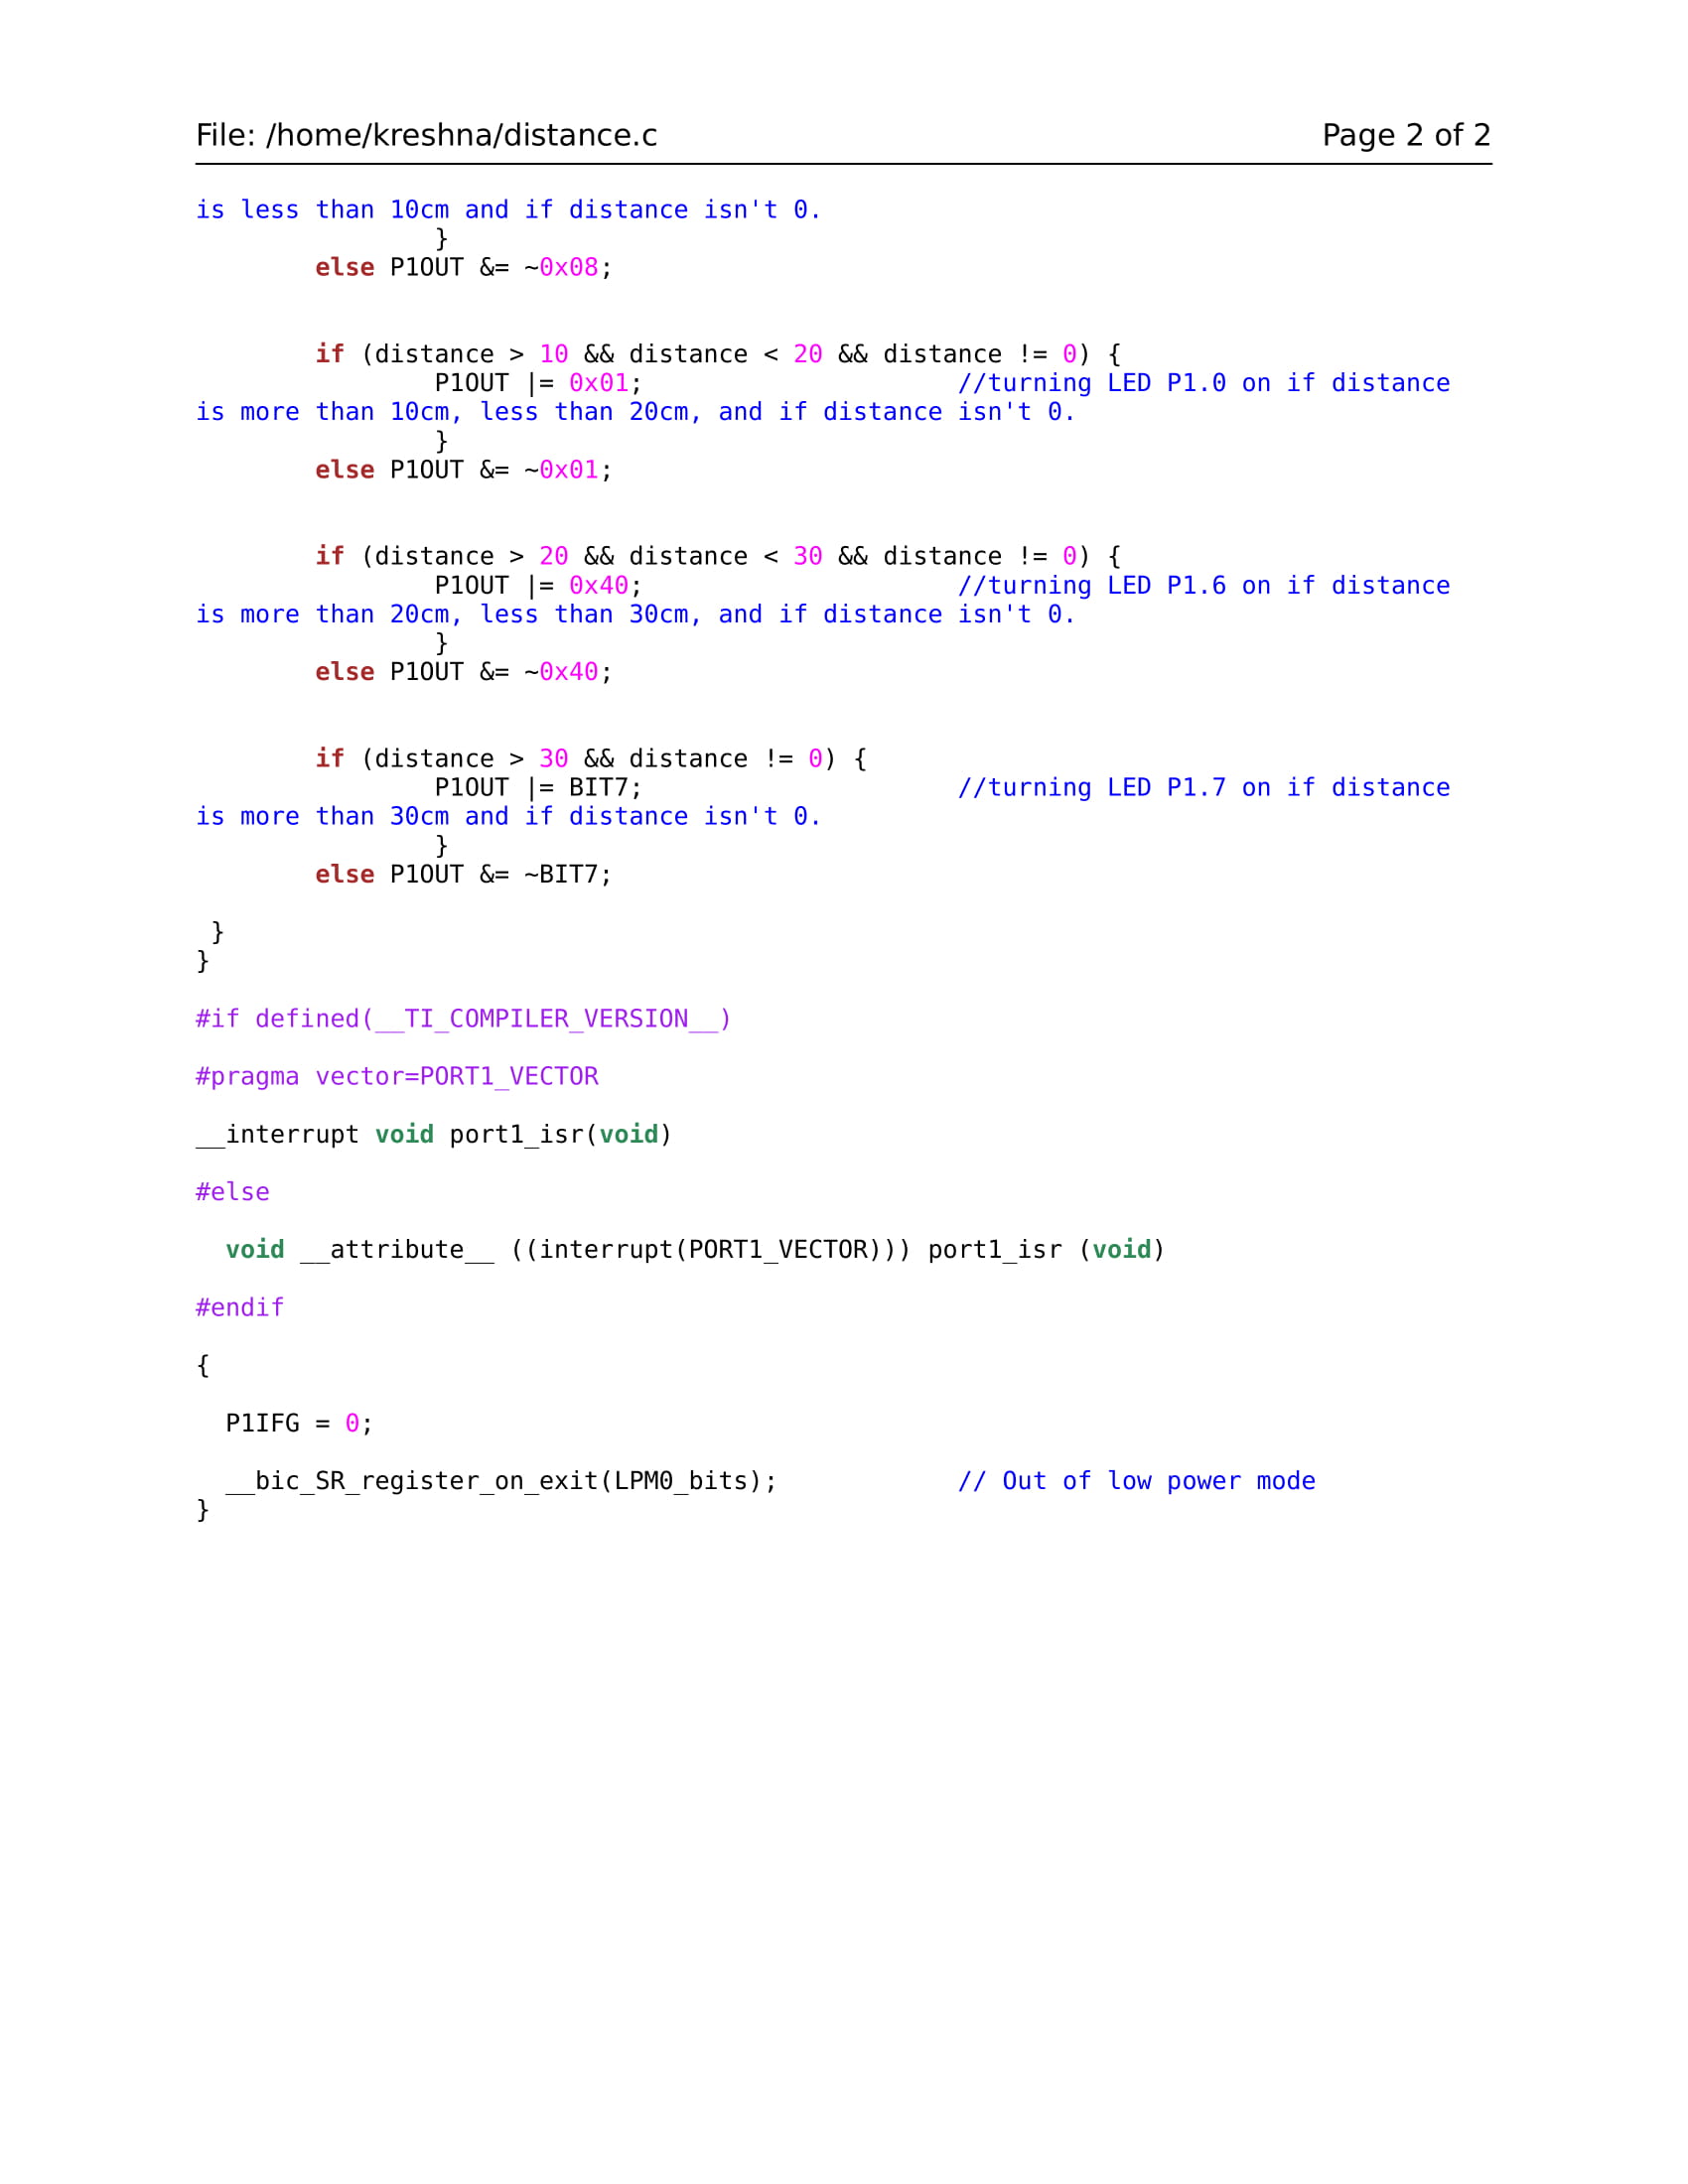 File: /home/kreshna/distance.c Page 2 of 2
is less than 10cm and if distance isn't 0.
                }
        else P1OUT &= ~0x08;
        if (distance > 10 && distance < 20 && distance != 0) {
                P1OUT |= 0x01;                     //turning LED P1.0 on if distance
is more than 10cm, less than 20cm, and if distance isn't 0.
                }
        else P1OUT &= ~0x01;
        if (distance > 20 && distance < 30 && distance != 0) {
                P1OUT |= 0x40;                     //turning LED P1.6 on if distance
is more than 20cm, less than 30cm, and if distance isn't 0.
                }
        else P1OUT &= ~0x40;
        if (distance > 30 && distance != 0) {
                P1OUT |= BIT7;                     //turning LED P1.7 on if distance
is more than 30cm and if distance isn't 0.
                }
        else P1OUT &= ~BIT7;
 }
}
#if defined(__TI_COMPILER_VERSION__)
#pragma vector=PORT1_VECTOR
__interrupt void port1_isr(void)
#else
  void __attribute__ ((interrupt(PORT1_VECTOR))) port1_isr (void)
#endif
{
  P1IFG = 0;
  __bic_SR_register_on_exit(LPM0_bits);            // Out of low power mode
}